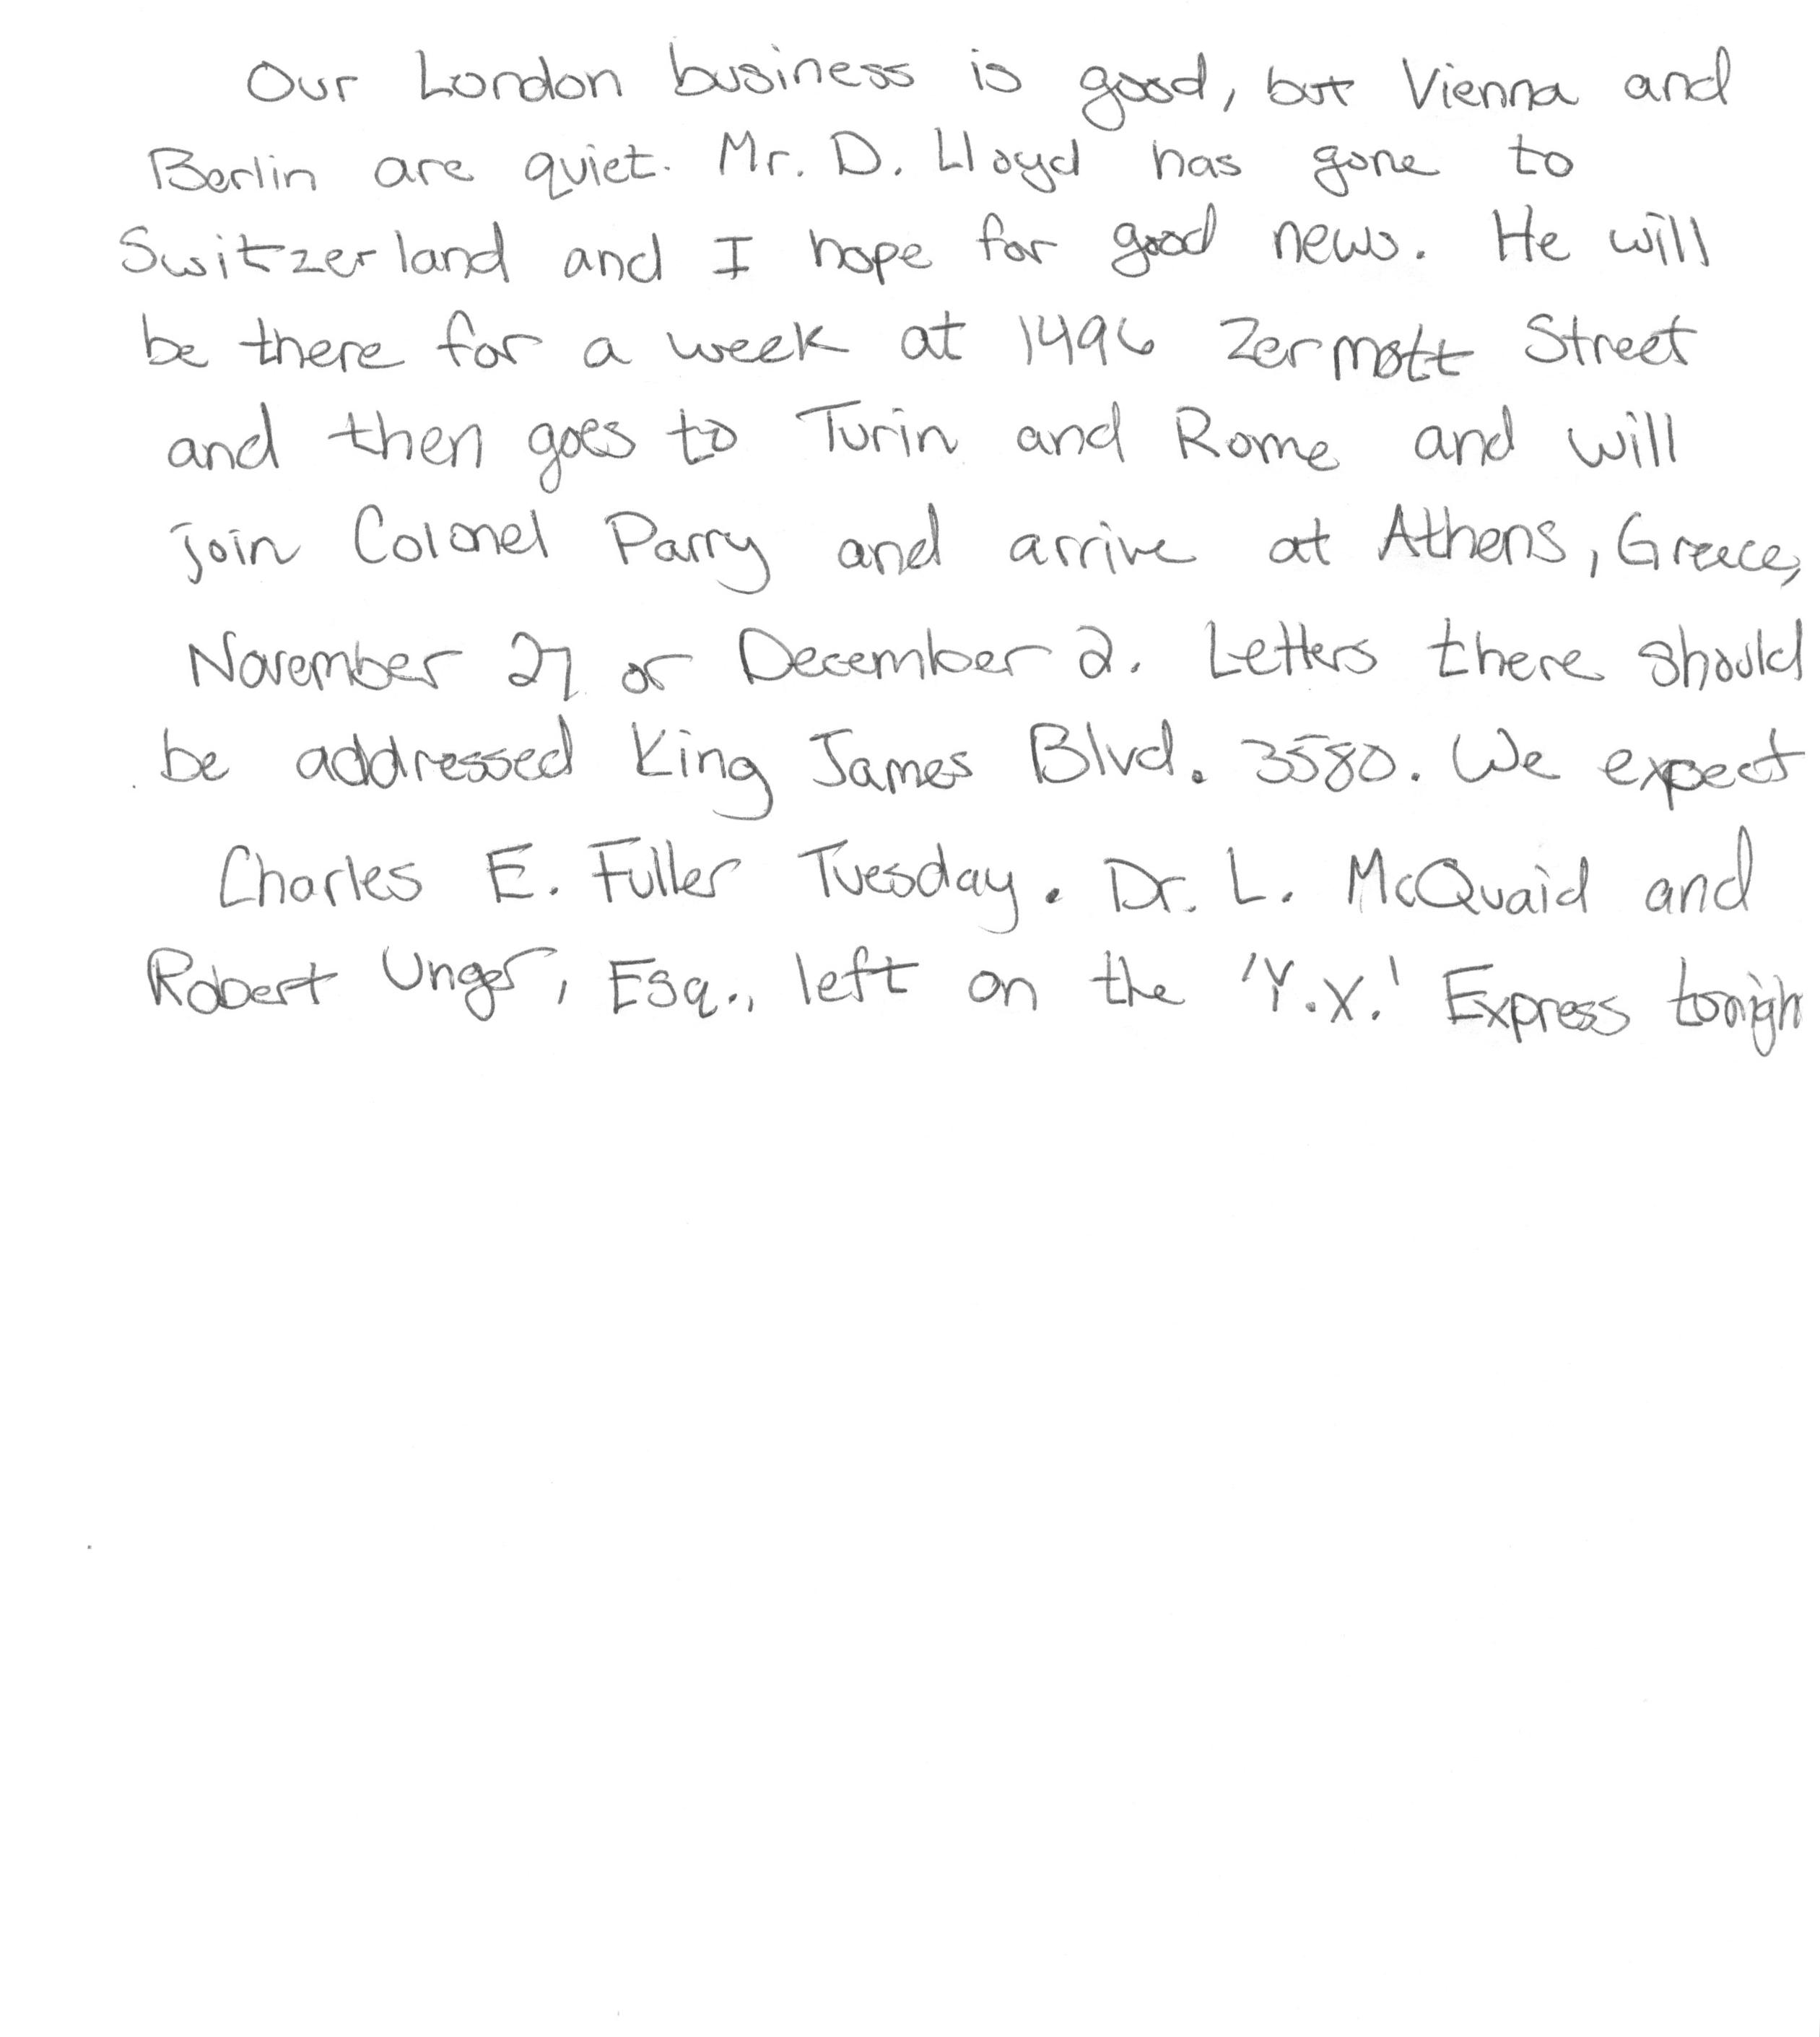 Our London business is good, but Vienna and
Berlin are quiet. Mr. D. Lloyd has gone to
Switzerland and I hope for good news. He will
be there for a week at 1496 Zermott Street
and then goes to Turin and Rome and will
join Colonel Parry and arrive at Athens, Greece,
November 27 or December 2. Letters there should
be addressed King James Blvd. 3580. We expect
Charles E. Fuller Tuesday. Dr. L. McQuaid and
Robert Unger, Esq., left on the 'Y.X.' Express tonigh